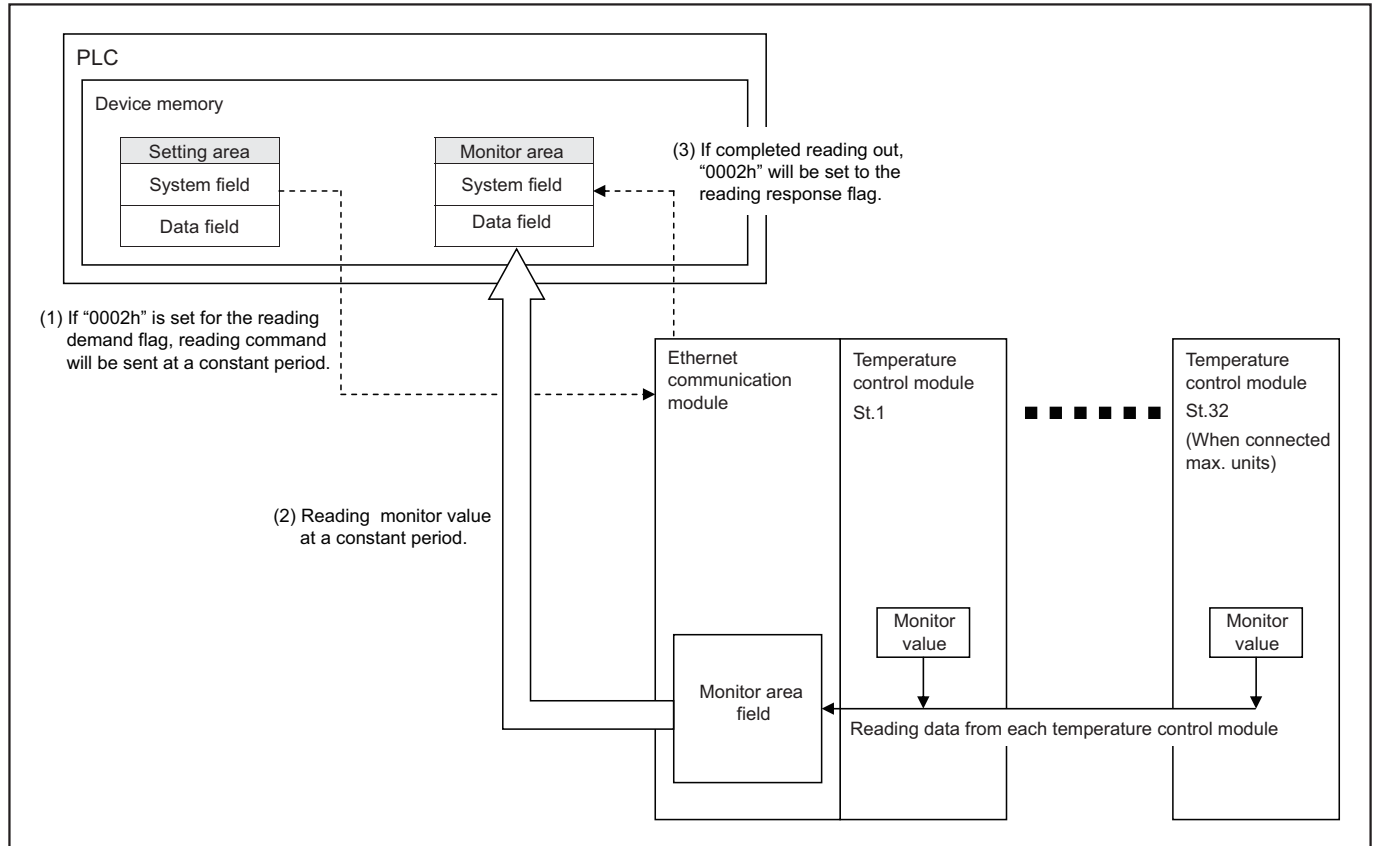 PLC
Device memory
Setting area
System field
Data field
Monitor area
System field
Data field
(3) If completed reading out,
"0002h" will be set to the
reading response flag.
(1) If "0002h" is set for the reading
demand flag, reading command
will be sent at a constant period.
Ethernet
communication
module
Temperature
control module
St.1
Temperature
control module
St.32
(When connected
max. units)
(2) Reading monitor value
at a constant period.
Monitor
value
Monitor
value
Monitor area
field
Reading data from each temperature control module